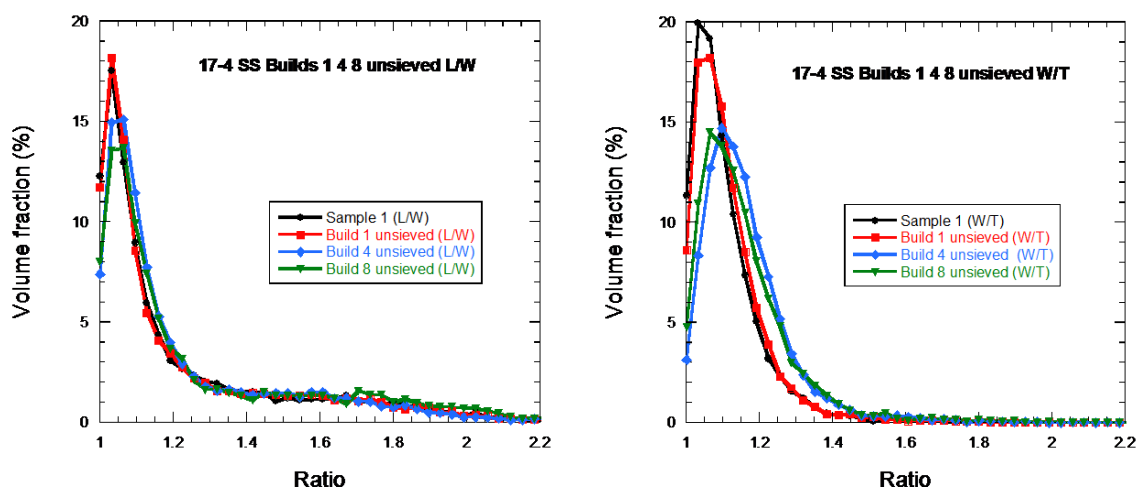 17-4 SS Builds 1 4 8 unsieved L/W
Volume fraction (%)
20
15
10
5
0
Sample 1 (L/W)
Build 1 unsieved (L/W)
Build 4 unsieved (L/W)
Build 8 unsieved (L/W)
1 1.2 1.4 1.6 1.8 2 2.2
Ratio
17-4 SS Builds 1 4 8 unsieved W/T
Volume fraction (%)
20
15
10
5
0
Sample 1 (W/T)
Build 1 unsieved (W/T)
Build 4 unsieved (W/T)
Build 8 unsieved (W/T)
1 1.2 1.4 1.6 1.8 2 2.2
Ratio